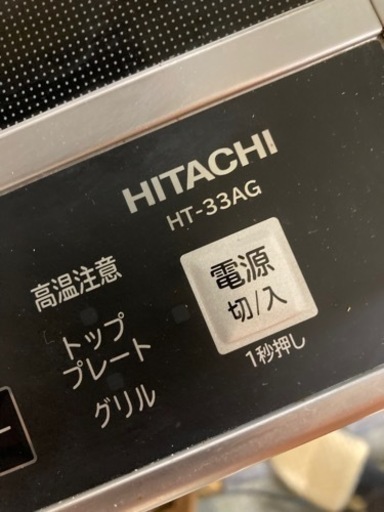 HITACHI
HT-33AG
高温注意
トップ
プレート
グリル
電源
切/入
1秒押し